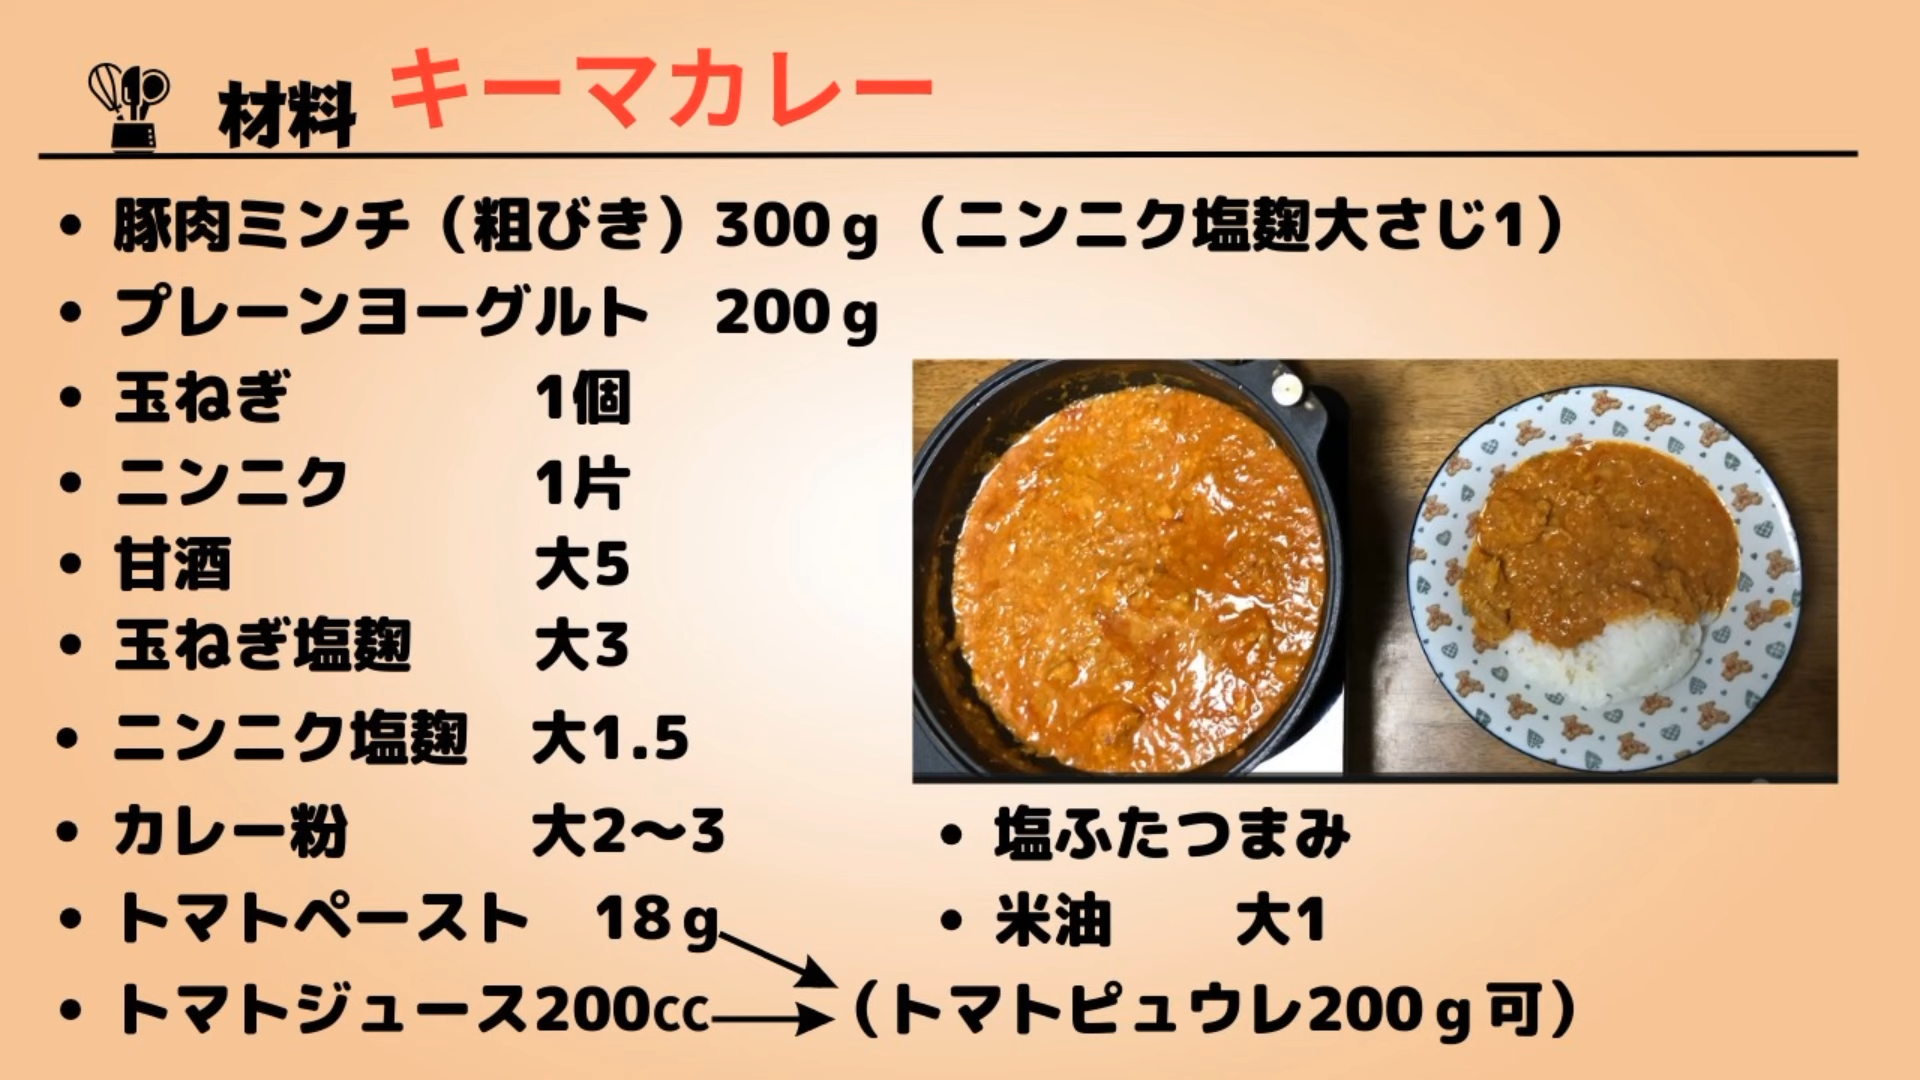 材料 キーマカレー
• 豚肉ミンチ（粗びき）300g（ニンニク塩麹大さじ1）
• プレーンヨーグルト　200g
• 玉ねぎ　1個
• ニンニク　1片
• 甘酒　大5
• 玉ねぎ塩麹　大3
• ニンニク塩麹　大1.5
• カレー粉　大2〜3
• トマトペースト　18g
• トマトジュース200cc（トマトピュウレ200g可）
• 塩ふたつまみ
• 米油　大1